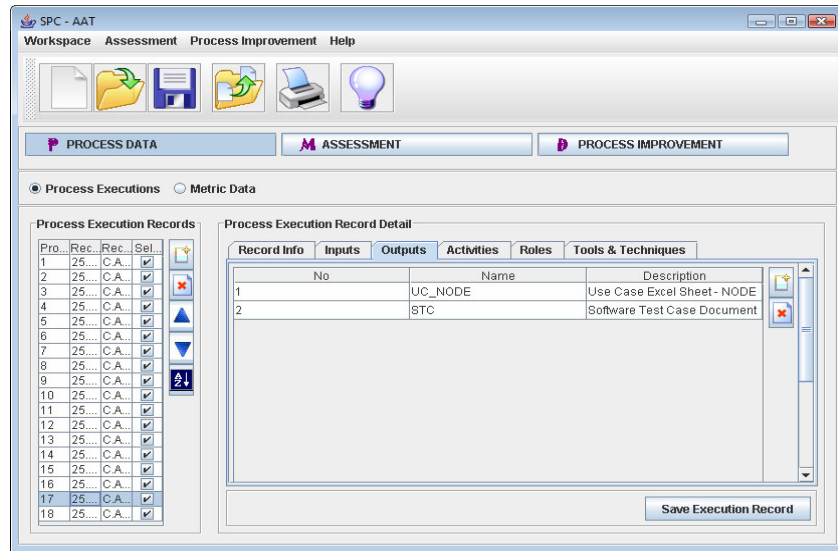 SPC - AAT
Workspace Assessment Process Improvement Help
P PROCESS DATA M ASSESSMENT D PROCESS IMPROVEMENT
Process Executions Metric Data
Process Execution Records Process Execution Record Detail
Record Info Inputs Outputs Activities Roles Tools & Techniques
Pro... Rec... Rec... Sel...
No Name Description
1 25.... C.A...
1 UC_NODE Use Case Excel Sheet - NODE
2 25.... C.A...
2 STC Software Test Case Document
3 25.... C.A...
4 25.... C.A...
5 25.... C.A...
6 25.... C.A...
7 25.... C.A...
8 25.... C.A...
9 25.... C.A...
10 25.... C.A...
11 25.... C.A...
12 25.... C.A...
13 25.... C.A...
14 25.... C.A...
15 25.... C.A...
16 25.... C.A...
17 25.... C.A...
18 25.... C.A...
A
Z
Save Execution Record